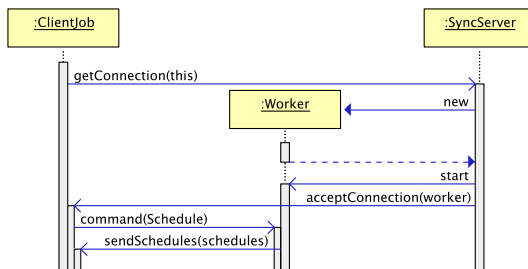 :ClientJob
:SyncServer
getConnection(this)
:Worker
new
start
acceptConnection(worker)
command(Schedule)
sendSchedules(schedules)